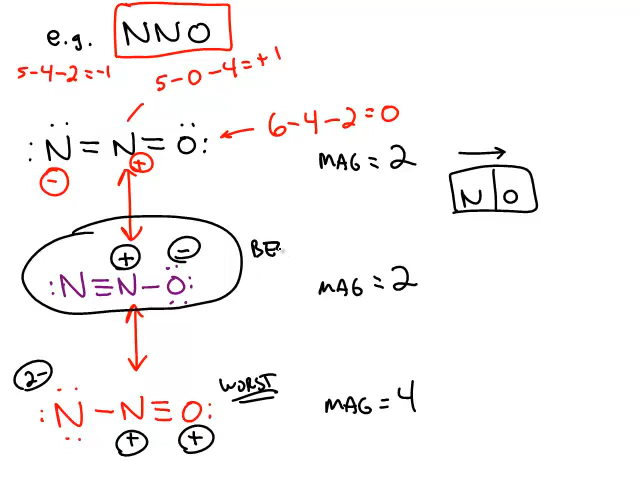 e.g. NNO
5-4-2=-1
5-0-4=+1
6-4-2=0
:N̈=N=Ö:
- +
MAG=2
N O
+ -
BE
:N≡N-Ö:
MAG=2
2-
WORST
:N̈-N≡O:
+ +
MAG=4